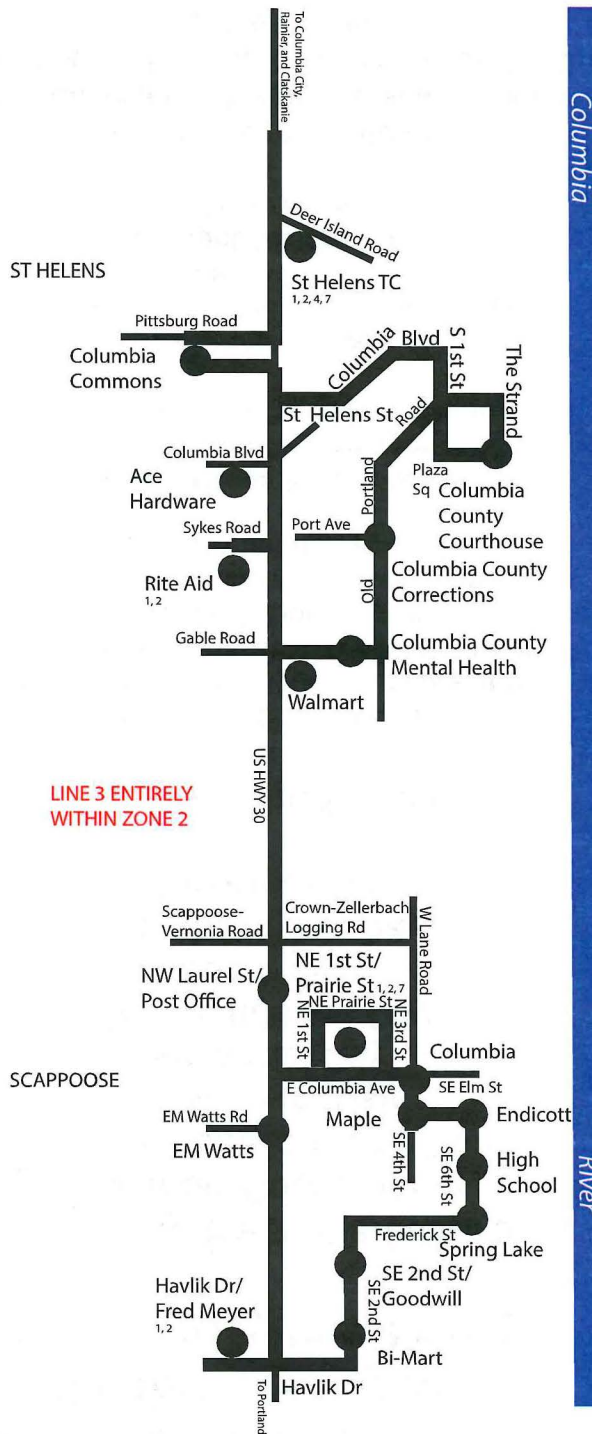 To Columbia City,
Rainier, and Clatskanie
Columbia
Deer Island Road
ST HELENS
St Helens TC
1, 2, 4, 7
Pittsburg Road
Columbia
Commons
Columbia
Blvd
S 1st St
The Strand
St Helens St
Road
Columbia Blvd
Portland
Plaza
Sq
Ace
Hardware
Columbia
County
Courthouse
Sykes Road
Port Ave
Rite Aid
1, 2
Old
Columbia County
Corrections
Gable Road
Columbia County
Mental Health
Walmart
US HWY 30
LINE 3 ENTIRELY
WITHIN ZONE 2
Scappoose-
Vernonia Road
Crown-Zellerbach
Logging Rd
W Lane Road
NW Laurel St/
Post Office
NE 1st St/
Prairie St 1, 2, 7
NE Prairie St
NE 1st St
NE 3rd St
Columbia
SCAPPOOSE
E Columbia Ave
SE Elm St
EM Watts Rd
EM Watts
Maple
Endicott
SE 4th St
SE 6th St
High
School
River
Frederick St
Spring Lake
SE 2nd St/
Goodwill
SE 2nd St
Havlik Dr/
Fred Meyer
1, 2
Bi-Mart
Havlik Dr
To Portland